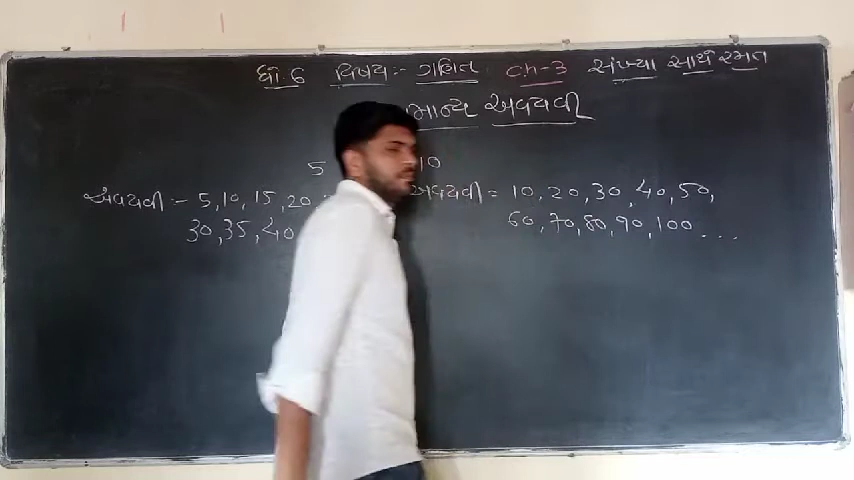 ધો. 6 વિષય:- ગણિત ch-3 સંખ્યા સાથે રમત
માન્ય અવયવી
5 10
અવયવી:- 5, 10, 15, 20 અવયવી = 10, 20, 30, 40, 50,
30, 35, 40 60, 70, 80, 90, 100 ....